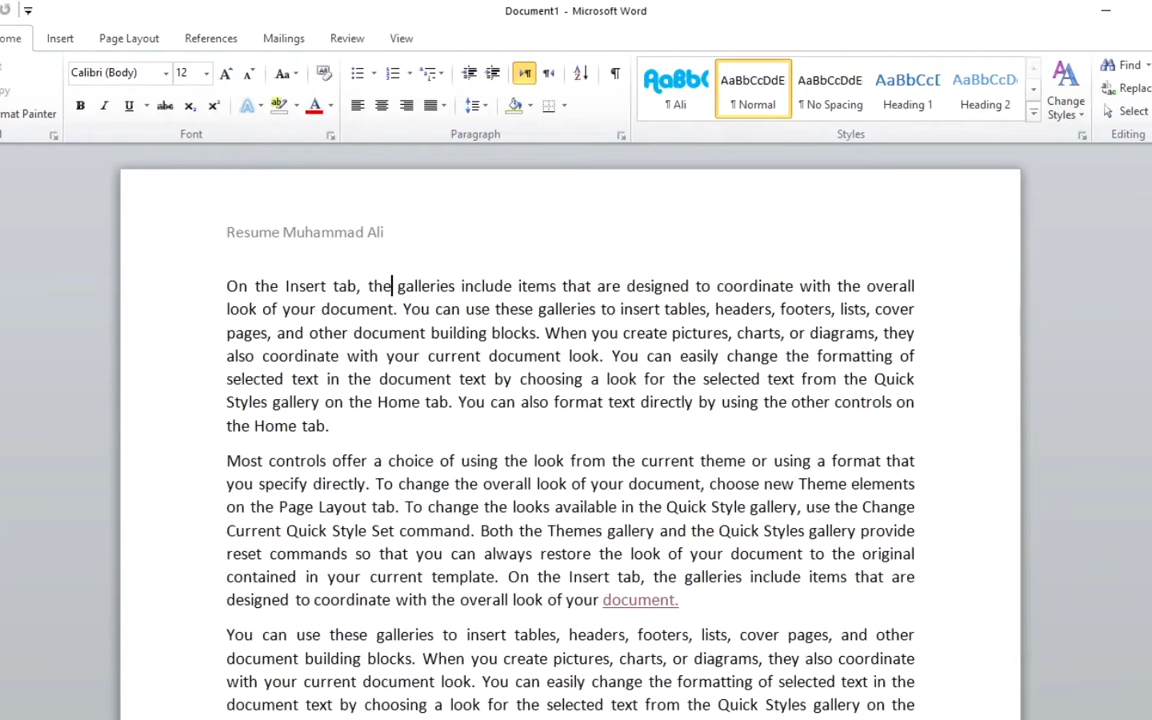 Document1 - Microsoft Word
ome Insert Page Layout References Mailings Review View
Calibri (Body) 12 Aa AaBbC AaBbCcDdE AaBbCcDdE AaBbCcI AaBbCcDc Find
py Replac
rmat Painter B I U abc x₂ x² A ab A ¶ Ali ¶ Normal ¶ No Spacing Heading 1 Heading 2 Change Styles Select
Font Paragraph Styles Editing
Resume Muhammad Ali
On the Insert tab, the galleries include items that are designed to coordinate with the overall
look of your document. You can use these galleries to insert tables, headers, footers, lists, cover
pages, and other document building blocks. When you create pictures, charts, or diagrams, they
also coordinate with your current document look. You can easily change the formatting of
selected text in the document text by choosing a look for the selected text from the Quick
Styles gallery on the Home tab. You can also format text directly by using the other controls on
the Home tab.
Most controls offer a choice of using the look from the current theme or using a format that
you specify directly. To change the overall look of your document, choose new Theme elements
on the Page Layout tab. To change the looks available in the Quick Style gallery, use the Change
Current Quick Style Set command. Both the Themes gallery and the Quick Styles gallery provide
reset commands so that you can always restore the look of your document to the original
contained in your current template. On the Insert tab, the galleries include items that are
designed to coordinate with the overall look of your document.
You can use these galleries to insert tables, headers, footers, lists, cover pages, and other
document building blocks. When you create pictures, charts, or diagrams, they also coordinate
with your current document look. You can easily change the formatting of selected text in the
document text by choosing a look for the selected text from the Quick Styles gallery on the